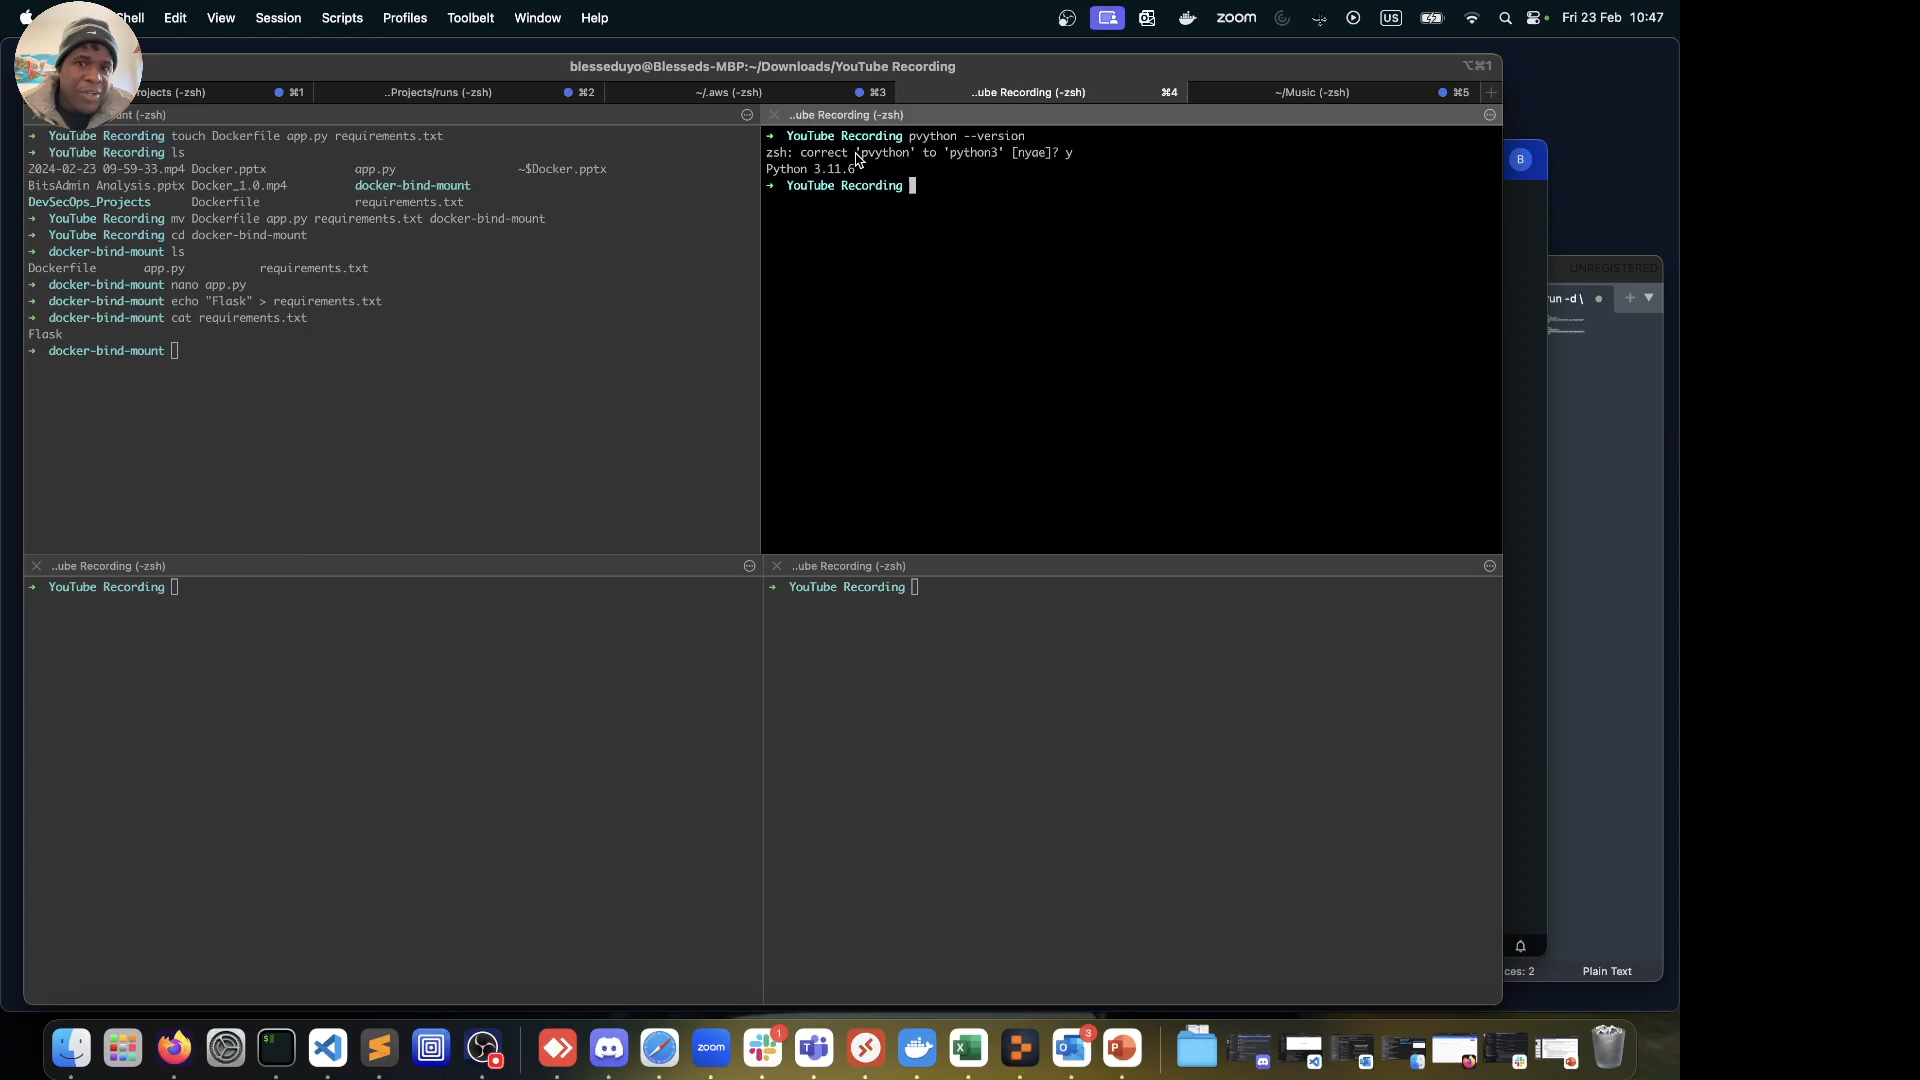 Shell Edit View Session Scripts Profiles Toolbelt Window Help
zoom US Fri 23 Feb 10:47
blesseduyo@Blesseds-MBP:~/Downloads/YouTube Recording ⌥⌘1
rojects (-zsh) ⌘1 ..Projects/runs (-zsh) ⌘2 ~/.aws (-zsh) ⌘3 ..ube Recording (-zsh) ⌘4 ~/Music (-zsh) ⌘5
unt (-zsh)
➜ YouTube Recording touch Dockerfile app.py requirements.txt
➜ YouTube Recording ls
2024-02-23 09-59-33.mp4 Docker.pptx app.py ~$Docker.pptx
BitsAdmin Analysis.pptx Docker_1.0.mp4 docker-bind-mount
DevSecOps_Projects Dockerfile requirements.txt
➜ YouTube Recording mv Dockerfile app.py requirements.txt docker-bind-mount
➜ YouTube Recording cd docker-bind-mount
➜ docker-bind-mount ls
Dockerfile app.py requirements.txt
➜ docker-bind-mount nano app.py
➜ docker-bind-mount echo "Flask" > requirements.txt
➜ docker-bind-mount cat requirements.txt
Flask
➜ docker-bind-mount
..ube Recording (-zsh)
➜ YouTube Recording pvython --version
zsh: correct 'pvython' to 'python3' [nyae]? y
Python 3.11.6
➜ YouTube Recording
..ube Recording (-zsh)
➜ YouTube Recording
..ube Recording (-zsh)
➜ YouTube Recording
B
UNREGISTERED
run -d \
ces: 2 Plain Text
$
zoom
1
3